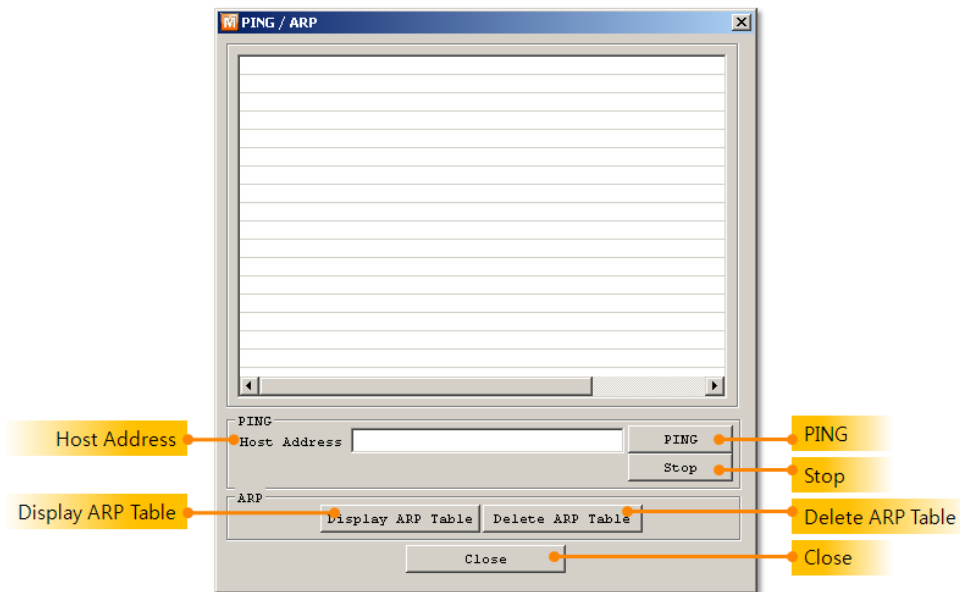 PING / ARP
PING
Host Address
Host Address
PING
PING
Stop
Stop
ARP
Display ARP Table
Display ARP Table
Delete ARP Table
Delete ARP Table
Close
Close